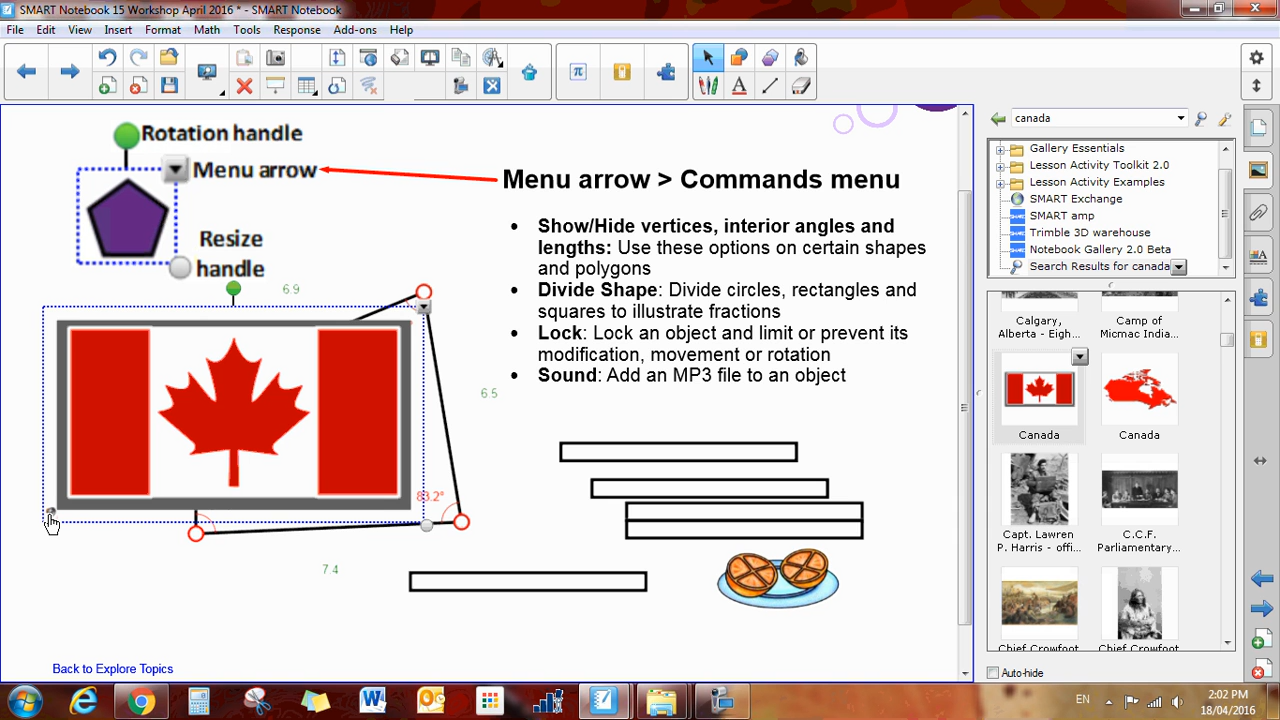 SMART Notebook 15 Workshop April 2016 * - SMART Notebook
File Edit View Insert Format Math Tools Response Add-ons Help
Rotation handle
Menu arrow
Resize
handle
6.9
6 5
83.2°
7 4
Menu arrow > Commands menu
• Show/Hide vertices, interior angles and
lengths: Use these options on certain shapes
and polygons
• Divide Shape: Divide circles, rectangles and
squares to illustrate fractions
• Lock: Lock an object and limit or prevent its
modification, movement or rotation
• Sound: Add an MP3 file to an object
Back to Explore Topics
canada
Gallery Essentials
Lesson Activity Toolkit 2.0
Lesson Activity Examples
SMART Exchange
SMART amp
Trimble 3D warehouse
Notebook Gallery 2.0 Beta
Search Results for canada
Calgary,
Alberta - Eigh...
Camp of
Micmac India...
Canada
Canada
Capt. Lawren
P. Harris - offi...
C.C.F.
Parliamentary...
Chief Crowfoot
Chief Crowfoot
Auto-hide
EN
2:02 PM
18/04/2016